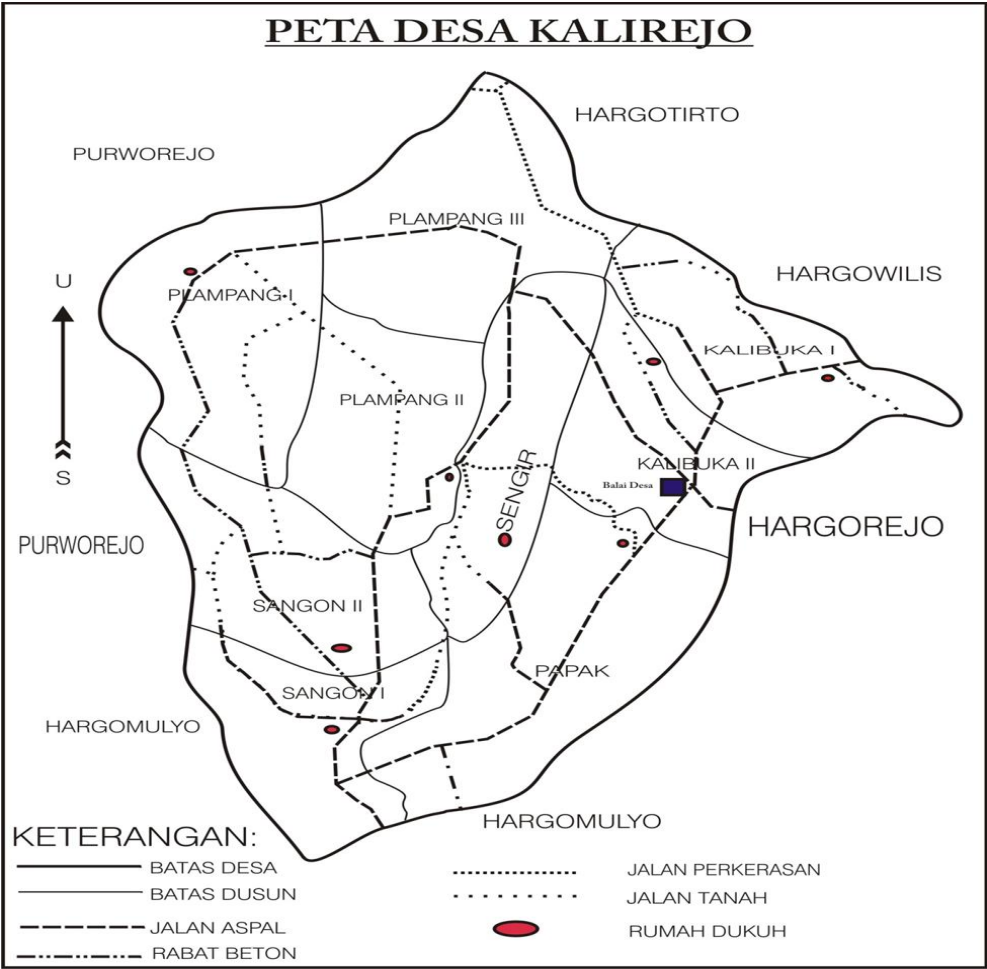 PETA DESA KALIREJO
HARGOTIRTO
PURWOREJO
PLAMPANG III
U
HARGOWILIS
PLAMPANG I
KALIBUKA I
PLAMPANG II
S
KALIBUKA II
Balai Desa
SENGIR
HARGOREJO
PURWOREJO
SANGON II
PAPAK
SANGON I
HARGOMULYO
HARGOMULYO
KETERANGAN:
BATAS DESA
BATAS DUSUN
JALAN ASPAL
RABAT BETON
JALAN PERKERASAN
JALAN TANAH
RUMAH DUKUH